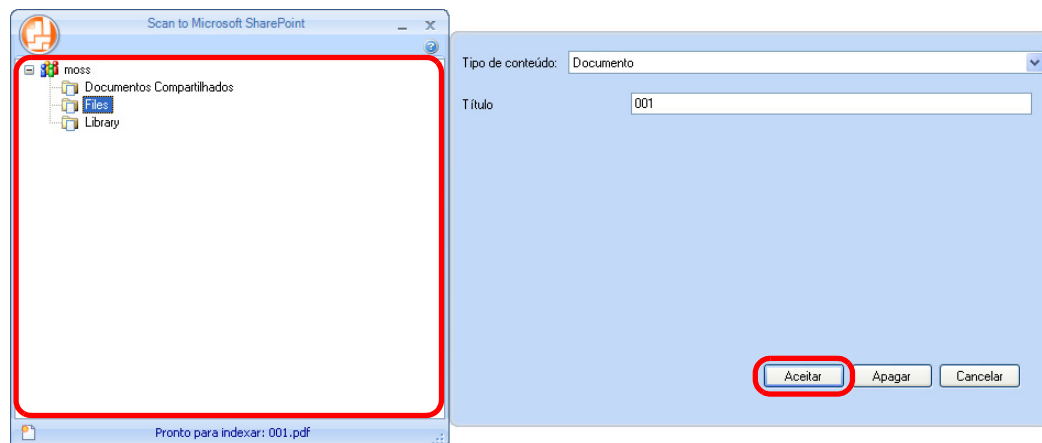 Scan to Microsoft SharePoint
moss
Documentos Compartilhados
Files
Library
Pronto para indexar: 001.pdf
Tipo de conteúdo: Documento
Título 001
Aceitar Apagar Cancelar